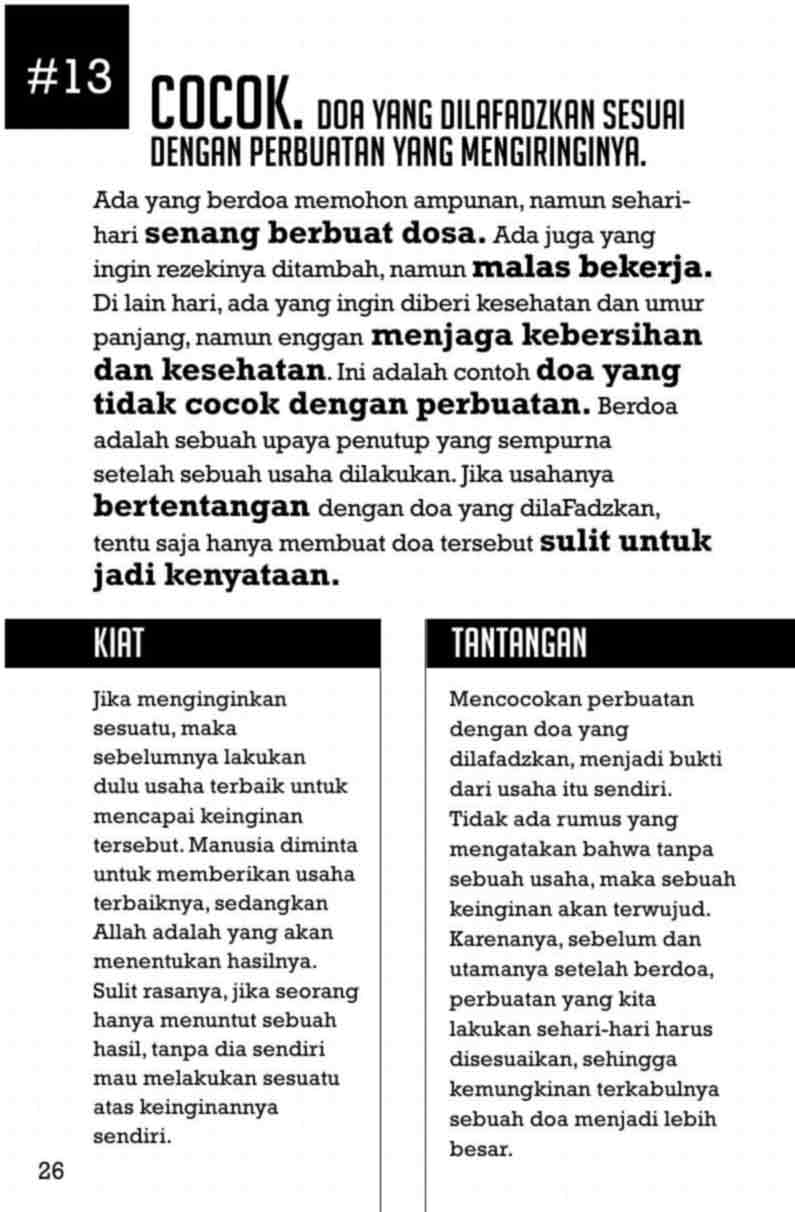 #13
COCOK. DOA YANG DILAFADZKAN SESUAI
DENGAN PERBUATAN YANG MENGIRINGINYA.
Ada yang berdoa memohon ampunan, namun sehari-
hari senang berbuat dosa. Ada juga yang
ingin rezekinya ditambah, namun malas bekerja.
Di lain hari, ada yang ingin diberi kesehatan dan umur
panjang, namun enggan menjaga kebersihan
dan kesehatan. Ini adalah contoh doa yang
tidak cocok dengan perbuatan. Berdoa
adalah sebuah upaya penutup yang sempurna
setelah sebuah usaha dilakukan. Jika usahanya
bertentangan dengan doa yang dilaFadzkan,
tentu saja hanya membuat doa tersebut sulit untuk
jadi kenyataan.
KIAT
Jika menginginkan
sesuatu, maka
sebelumnya lakukan
dulu usaha terbaik untuk
mencapai keinginan
tersebut. Manusia diminta
untuk memberikan usaha
terbaiknya, sedangkan
Allah adalah yang akan
menentukan hasilnya.
Sulit rasanya, jika seorang
hanya menuntut sebuah
hasil, tanpa dia sendiri
mau melakukan sesuatu
atas keinginannya
sendiri.
TANTANGAN
Mencocokan perbuatan
dengan doa yang
dilafadzkan, menjadi bukti
dari usaha itu sendiri.
Tidak ada rumus yang
mengatakan bahwa tanpa
sebuah usaha, maka sebuah
keinginan akan terwujud.
Karenanya, sebelum dan
utamanya setelah berdoa,
perbuatan yang kita
lakukan sehari-hari harus
disesuaikan, sehingga
kemungkinan terkabulnya
sebuah doa menjadi lebih
besar.
26